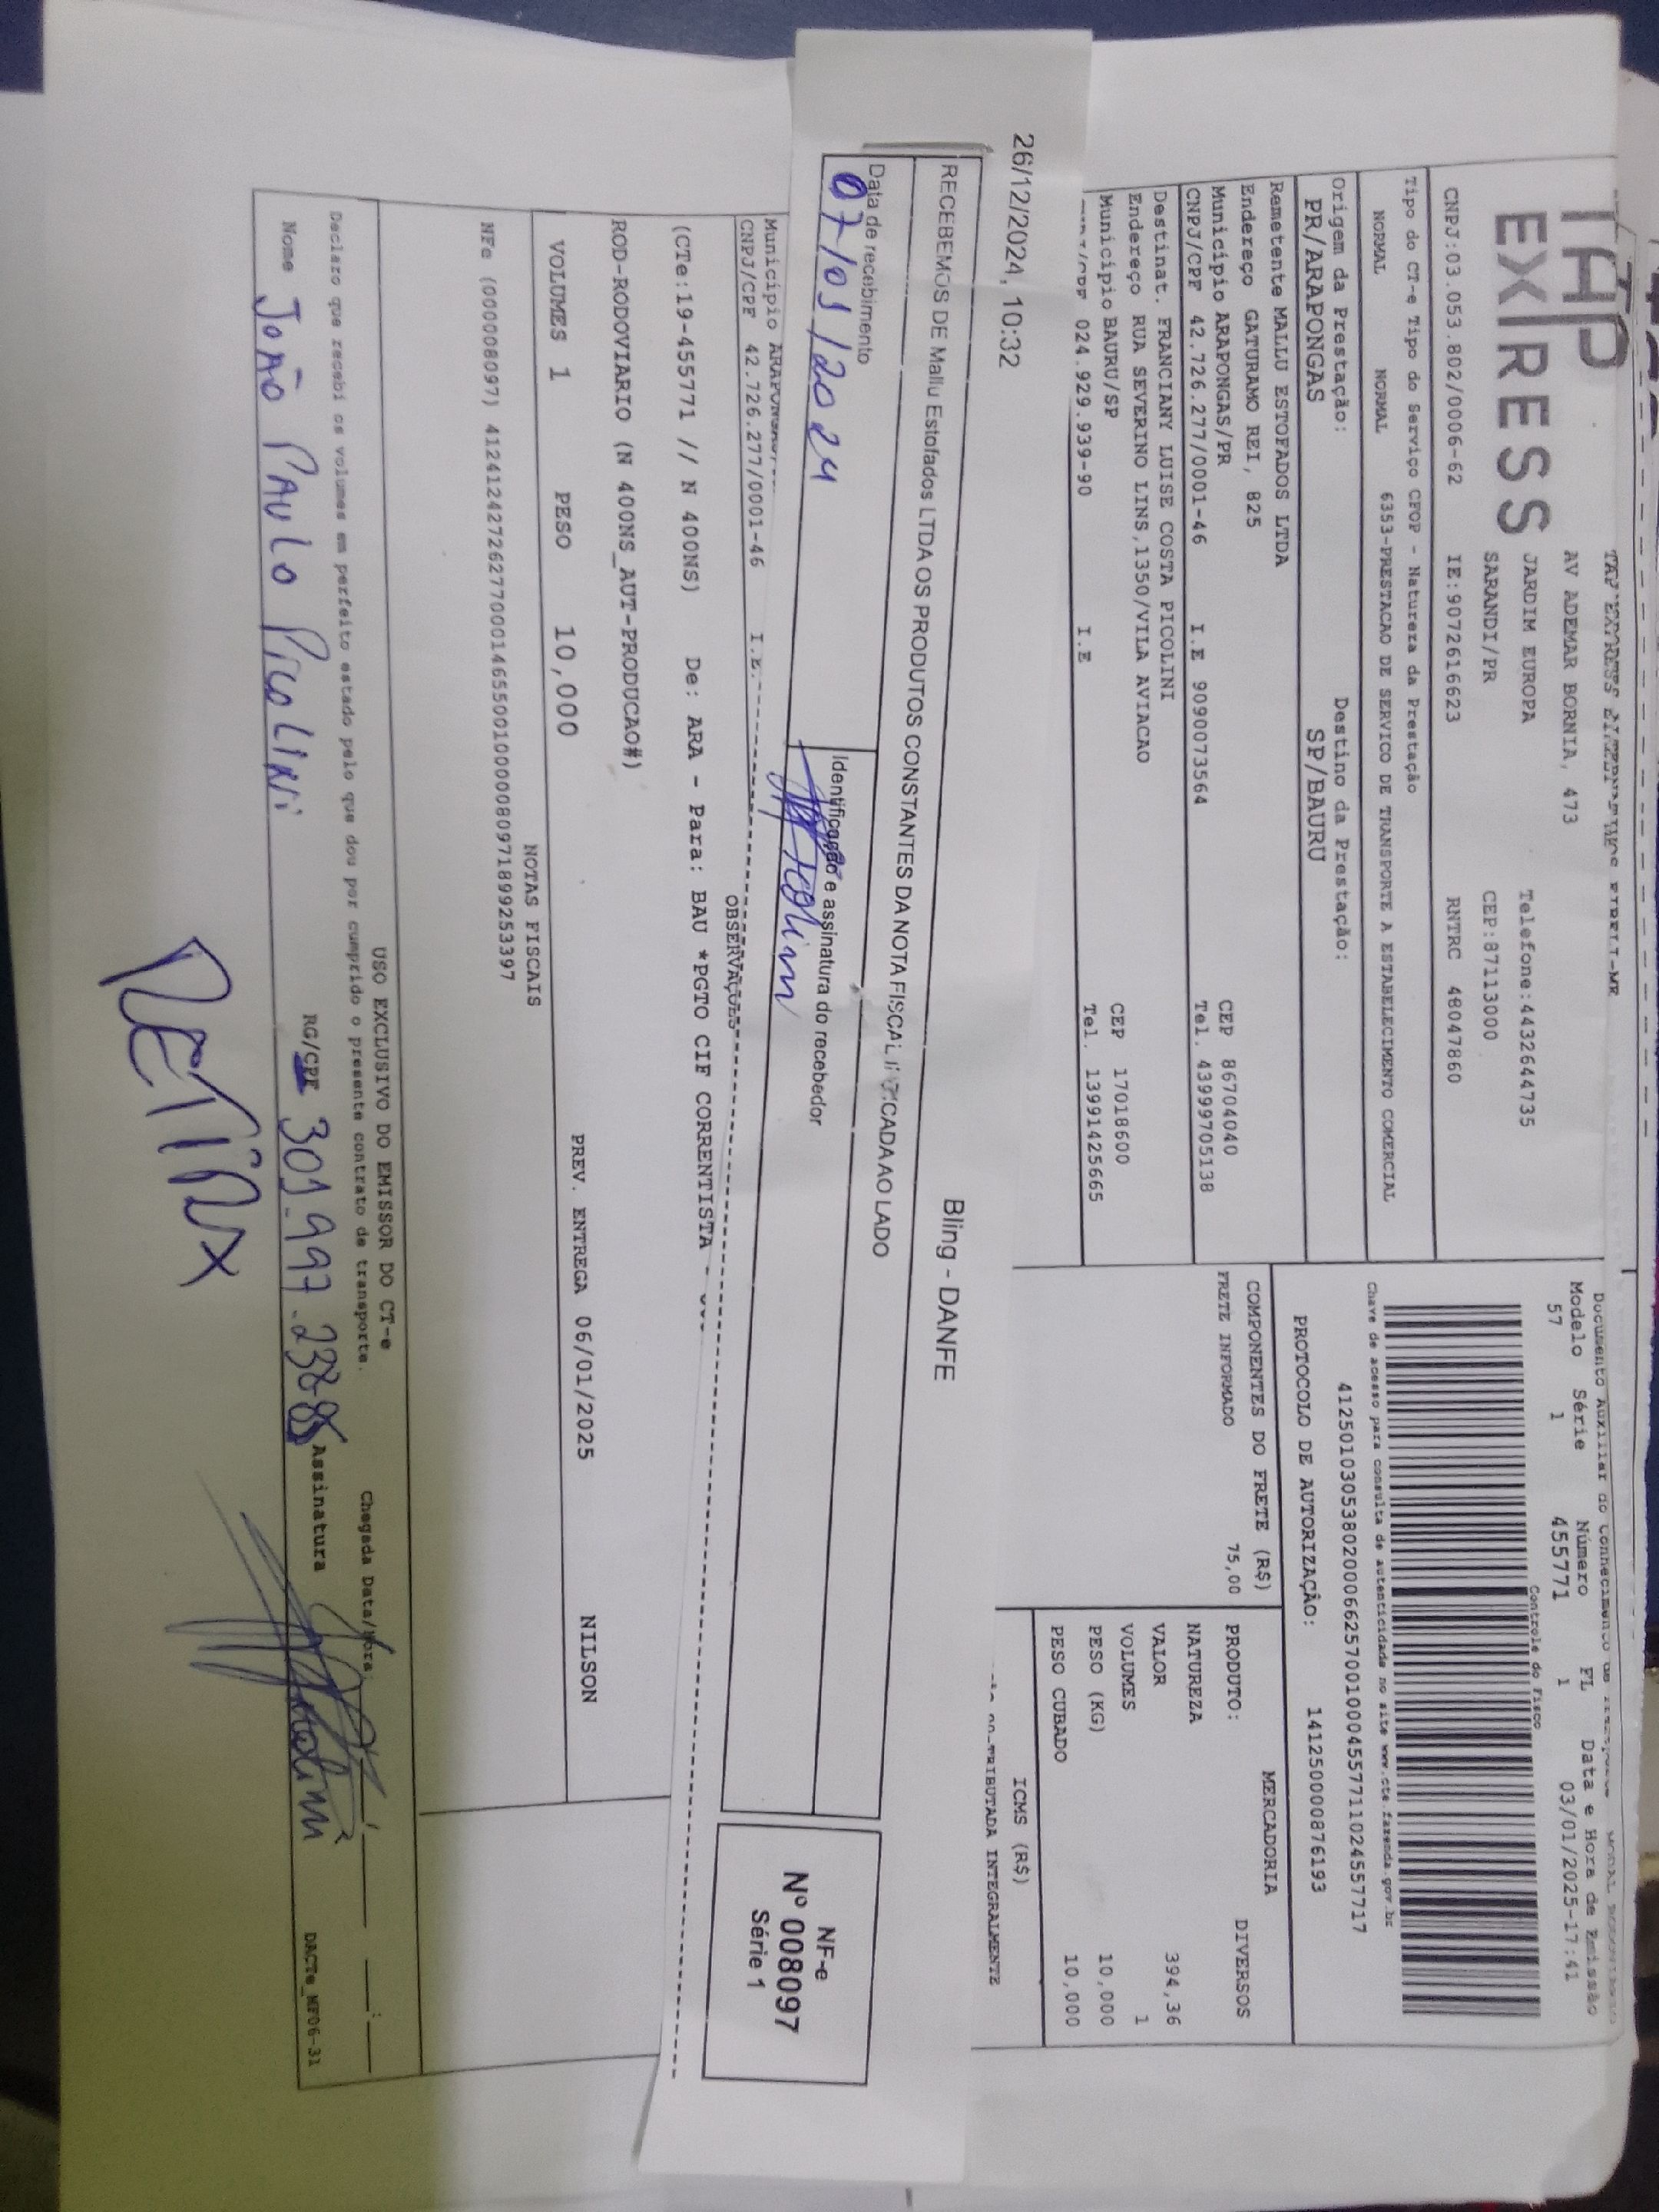 TAP
EXPRESS
AV ADEMAR BORNIA, 473
JARDIM EUROPA Telefone:4432644735
SARANDI/PR CEP:87113000
CNPJ:03.053.802/0006-62 IE:9072616623 RNTRC 48047860
Tipo do CT-e Tipo do Serviço CFOP - Natureza da Prestação
NORMAL NORMAL 6353-PRESTACAO DE SERVICO DE TRANSPORTE A ESTABELECIMENTO COMERCIAL
Origem da Prestação: Destino da Prestação:
PR/ARAPONGAS SP/BAURU
Remetente MALLU ESTOFADOS LTDA
Endereço GATURAMO REI, 825
Município ARAPONGAS/PR CEP 86704040
CNPJ/CPF 42.726.277/0001-46 I.E 9090073564 Tel. 43999705138
Destinat. FRANCIANY LUISE COSTA PICOLINI
Endereço RUA SEVERINO LINS,1350/VILA AVIACAO
Município BAURU/SP CEP 17018600
024.929.939-90 I.E Tel. 13991425665
Documento Auxiliar do Conhecimento de
Modelo Série Número FL Data e Hora de Emissão
57 1 455771 1 03/01/2025-17:41
Controle do Fisco
Chave de acesso para consulta de autenticidade no site www.cte.fazenda.gov.br
41250103053802000662570010004557711024557717
PROTOCOLO DE AUTORIZAÇÃO: 141250000876193
COMPONENTES DO FRETE (R$)
FRETE INFORMADO 75,00
MERCADORIA
PRODUTO: DIVERSOS
NATUREZA
VALOR 394,36
VOLUMES 1
PESO (KG) 10,000
PESO CUBADO 10,000
ICMS (R$)
TRIBUTADA INTEGRALMENTE
26/12/2024, 10:32 Bling - DANFE
RECEBEMOS DE Mallu Estofados LTDA OS PRODUTOS CONSTANTES DA NOTA FISCAL INDICADA AO LADO
Data de recebimento Identificação e assinatura do recebedor
07/01/2024
NF-e
Nº 008097
Série 1
Município
CNPJ/CPF 42.726.277/0001-46 I.E.
OBSERVAÇÕES
(CTe:19-455771 // N 400NS) De: ARA - Para: BAU *PGTO CIF CORRENTISTA -
ROD-RODOVIARIO (N 400NS_AUT-PRODUCAO#)
VOLUMES 1 PESO 10,000 PREV. ENTREGA 06/01/2025 NILSON
NOTAS FISCAIS
NFe (000008097) 41241242726277000146550010000080971899253397
USO EXCLUSIVO DO EMISSOR DO CT-e
Declaro que recebi os volumes em perfeito estado pelo que dou por cumprido o presente contrato de transporte. Chegada Data/Hora
Nome JOÃO PAULO PICOLINI RG/CPF 301.997.238-85 Assinatura
DACTe_MF06-31